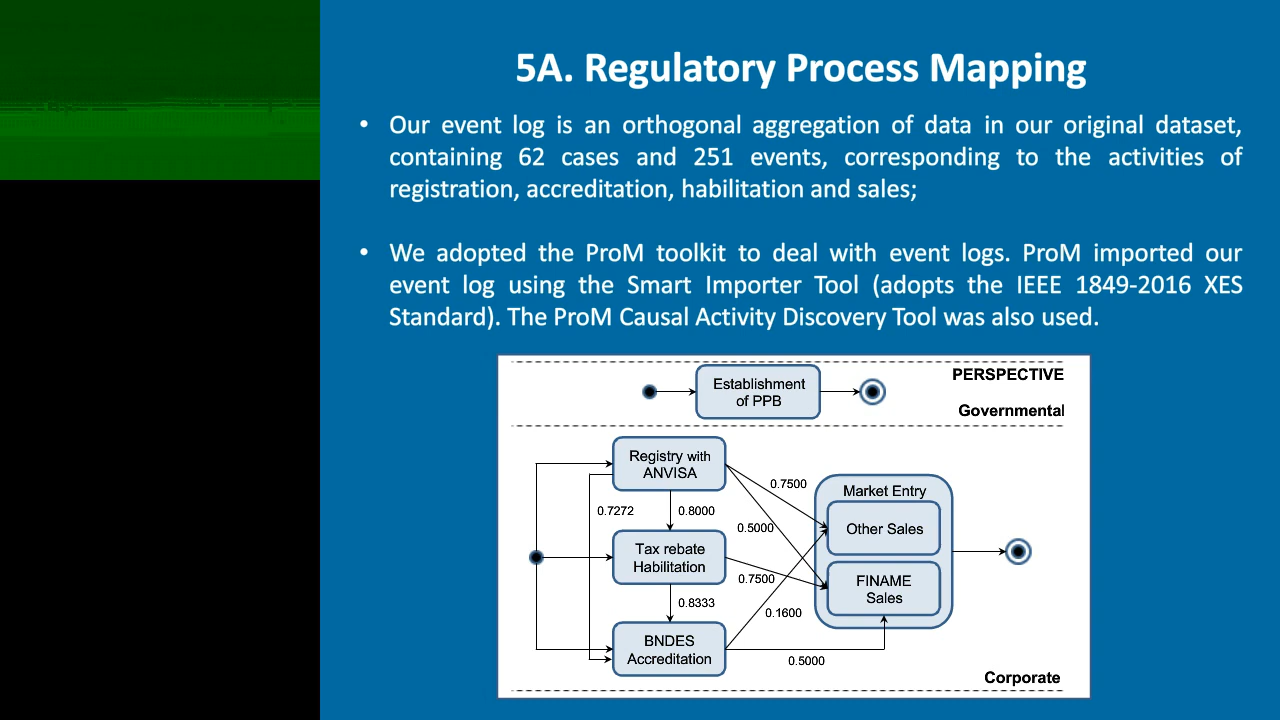 5A. Regulatory Process Mapping
• Our event log is an orthogonal aggregation of data in our original dataset,
containing 62 cases and 251 events, corresponding to the activities of
registration, accreditation, habilitation and sales;
• We adopted the ProM toolkit to deal with event logs. ProM imported our
event log using the Smart Importer Tool (adopts the IEEE 1849-2016 XES
Standard). The ProM Causal Activity Discovery Tool was also used.
PERSPECTIVE
Establishment
of PPB
Governmental
Registry with
ANVISA
0.7500
Market Entry
0.7272
0.8000
0.5000
Other Sales
Tax rebate
Habilitation
0.7500
FINAME
Sales
0.8333
0.1600
BNDES
Accreditation
0.5000
Corporate